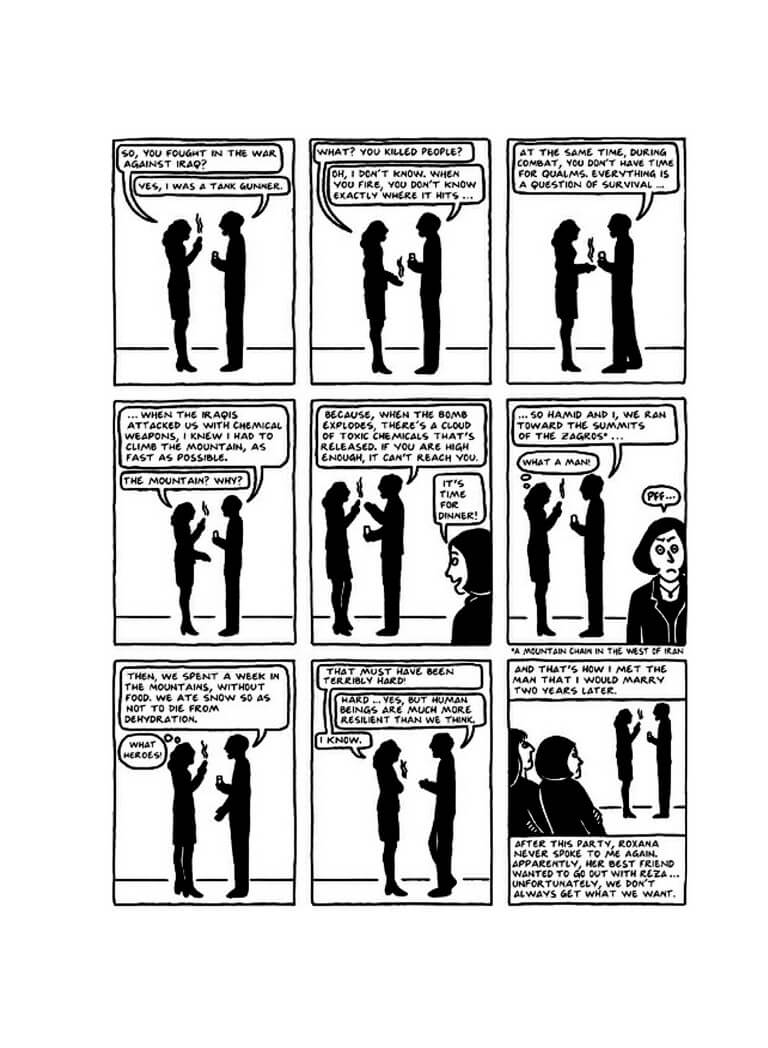 SO, YOU FOUGHT IN THE WAR
AGAINST IRAQ?
YES, I WAS A TANK GUNNER.
WHAT? YOU KILLED PEOPLE?
OH, I DON'T KNOW. WHEN
YOU FIRE, YOU DON'T KNOW
EXACTLY WHERE IT HITS ...
AT THE SAME TIME, DURING
COMBAT, YOU DON'T HAVE TIME
FOR QUALMS. EVERYTHING IS
A QUESTION OF SURVIVAL ...
... WHEN THE IRAQIS
ATTACKED US WITH CHEMICAL
WEAPONS, I KNEW I HAD TO
CLIMB THE MOUNTAIN, AS
FAST AS POSSIBLE.
THE MOUNTAIN? WHY?
BECAUSE, WHEN THE BOMB
EXPLODES, THERE'S A CLOUD
OF TOXIC CHEMICALS THAT'S
RELEASED. IF YOU ARE HIGH
ENOUGH, IT CAN'T REACH YOU.
IT'S
TIME
FOR
DINNER!
... SO HAMID AND I, WE RAN
TOWARD THE SUMMITS
OF THE ZAGROS* ...
WHAT A MAN!
PFF...
*A MOUNTAIN CHAIN IN THE WEST OF IRAN
THEN, WE SPENT A WEEK IN
THE MOUNTAINS, WITHOUT
FOOD. WE ATE SNOW SO AS
NOT TO DIE FROM
DEHYDRATION.
WHAT
HEROES!
THAT MUST HAVE BEEN
TERRIBLY HARD!
HARD ... YES, BUT HUMAN
BEINGS ARE MUCH MORE
RESILIENT THAN WE THINK.
I KNOW.
AND THAT'S HOW I MET THE
MAN THAT I WOULD MARRY
TWO YEARS LATER.
AFTER THIS PARTY, ROXANA
NEVER SPOKE TO ME AGAIN.
APPARENTLY, HER BEST FRIEND
WANTED TO GO OUT WITH REZA ...
UNFORTUNATELY, WE DON'T
ALWAYS GET WHAT WE WANT.